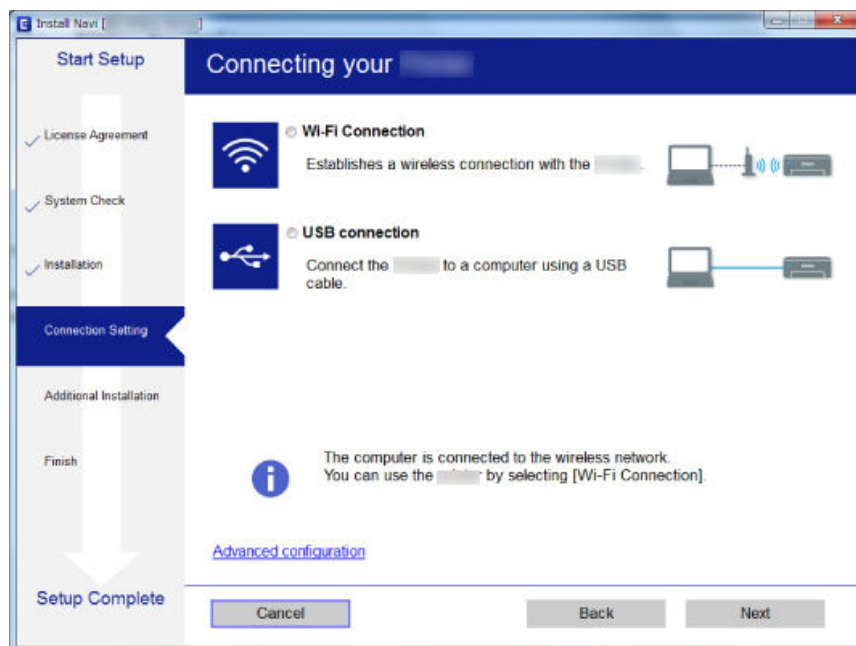 E Install Navi [ ]
Start Setup
License Agreement
System Check
Installation
Connection Setting
Additional Installation
Finish
Setup Complete
Connecting your
Wi-Fi Connection
Establishes a wireless connection with the .
USB connection
Connect the to a computer using a USB
cable.
The computer is connected to the wireless network.
You can use the by selecting [Wi-Fi Connection].
Advanced configuration
Cancel
Back
Next